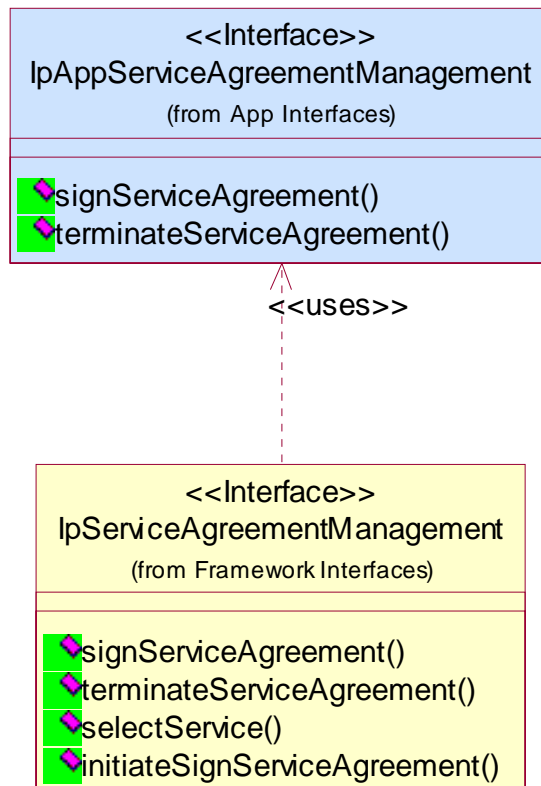 <<Interface>>
IpAppServiceAgreementManagement
(from App Interfaces)
signServiceAgreement()
terminateServiceAgreement()
<<uses>>
<<Interface>>
IpServiceAgreementManagement
(from Framework Interfaces)
signServiceAgreement()
terminateServiceAgreement()
selectService()
initiateSignServiceAgreement()